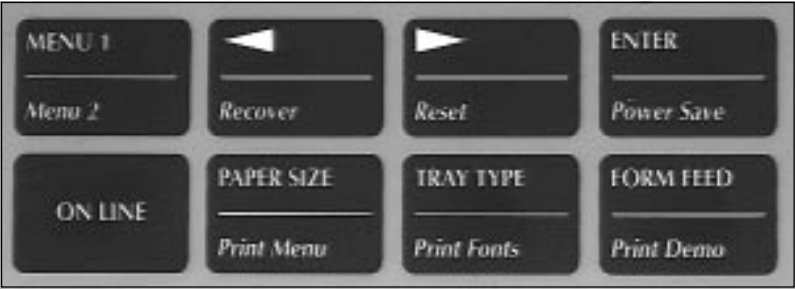 MENU 1
Menu 2
◀
Recover
▶
Reset
ENTER
Power Save
ON LINE
PAPER SIZE
Print Menu
TRAY TYPE
Print Fonts
FORM FEED
Print Demo